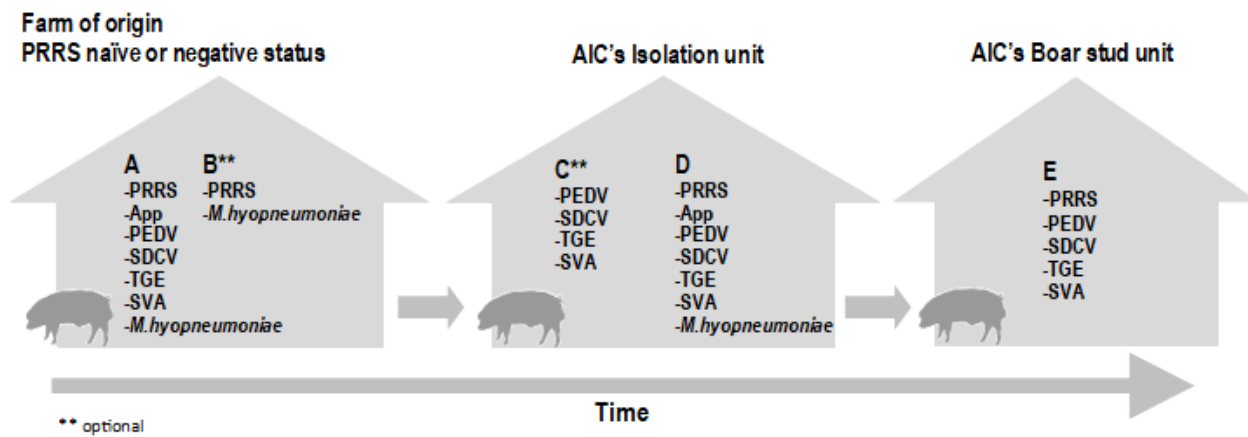 Farm of origin
PRRS naïve or negative status
AIC's Isolation unit
AIC's Boar stud unit
A
-PRRS
-App
-PEDV
-SDCV
-TGE
-SVA
-M.hyopneumoniae
B**
-PRRS
-M.hyopneumoniae
C**
-PEDV
-SDCV
-TGE
-SVA
D
-PRRS
-App
-PEDV
-SDCV
-TGE
-SVA
-M.hyopneumoniae
E
-PRRS
-PEDV
-SDCV
-TGE
-SVA
Time
** optional